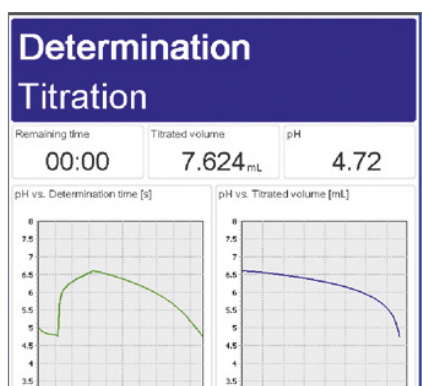 Determination
Titration
Remaining time
Titrated volume
pH
00:00
7.624 mL
4.72
pH vs. Determination time [s]
pH vs. Titrated volume [mL]
8
7.5
7
6.5
6
5.5
5
4.5
4
3.5
8
7.5
7
6.5
6
5.5
5
4.5
4
3.5